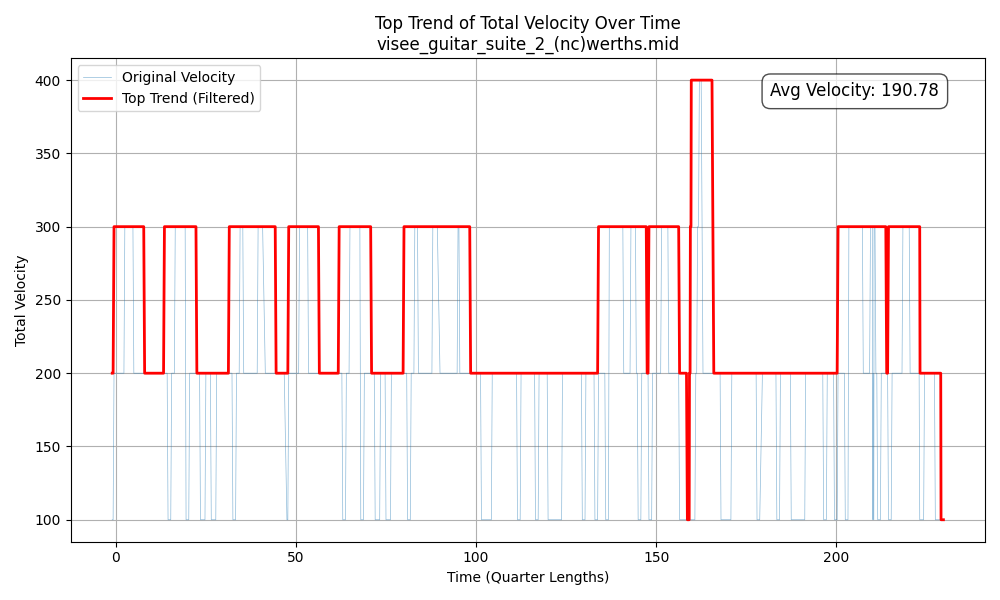 Top Trend of Total Velocity Over Time
visee_guitar_suite_2_(nc)werths.mid
Original Velocity
Top Trend (Filtered)
Avg Velocity: 190.78
Total Velocity
400
350
300
250
200
150
100
0
50
100
150
200
Time (Quarter Lengths)